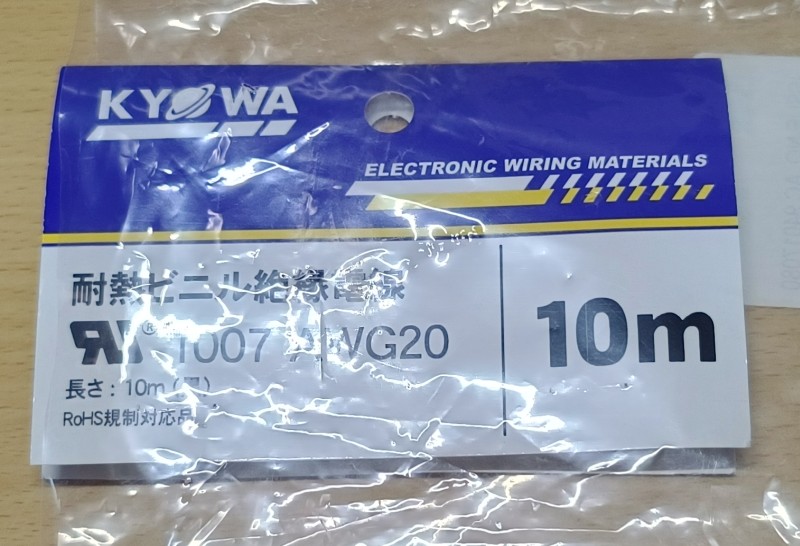 KYOWA
ELECTRONIC WIRING MATERIALS
耐熱ビニル絶縁電線
® 1007 AWG20
10m
長さ：10m (黒)
RoHS規制対応品